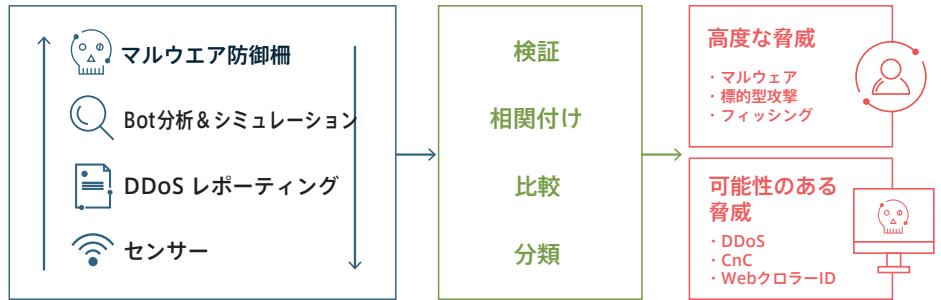 マルウエア防御柵
Bot分析＆シミュレーション
DDoS レポーティング
センサー
検証
相関付け
比較
分類
高度な脅威
・マルウェア
・標的型攻撃
・フィッシング
可能性のある
脅威
・DDoS
・CnC
・WebクロラーID